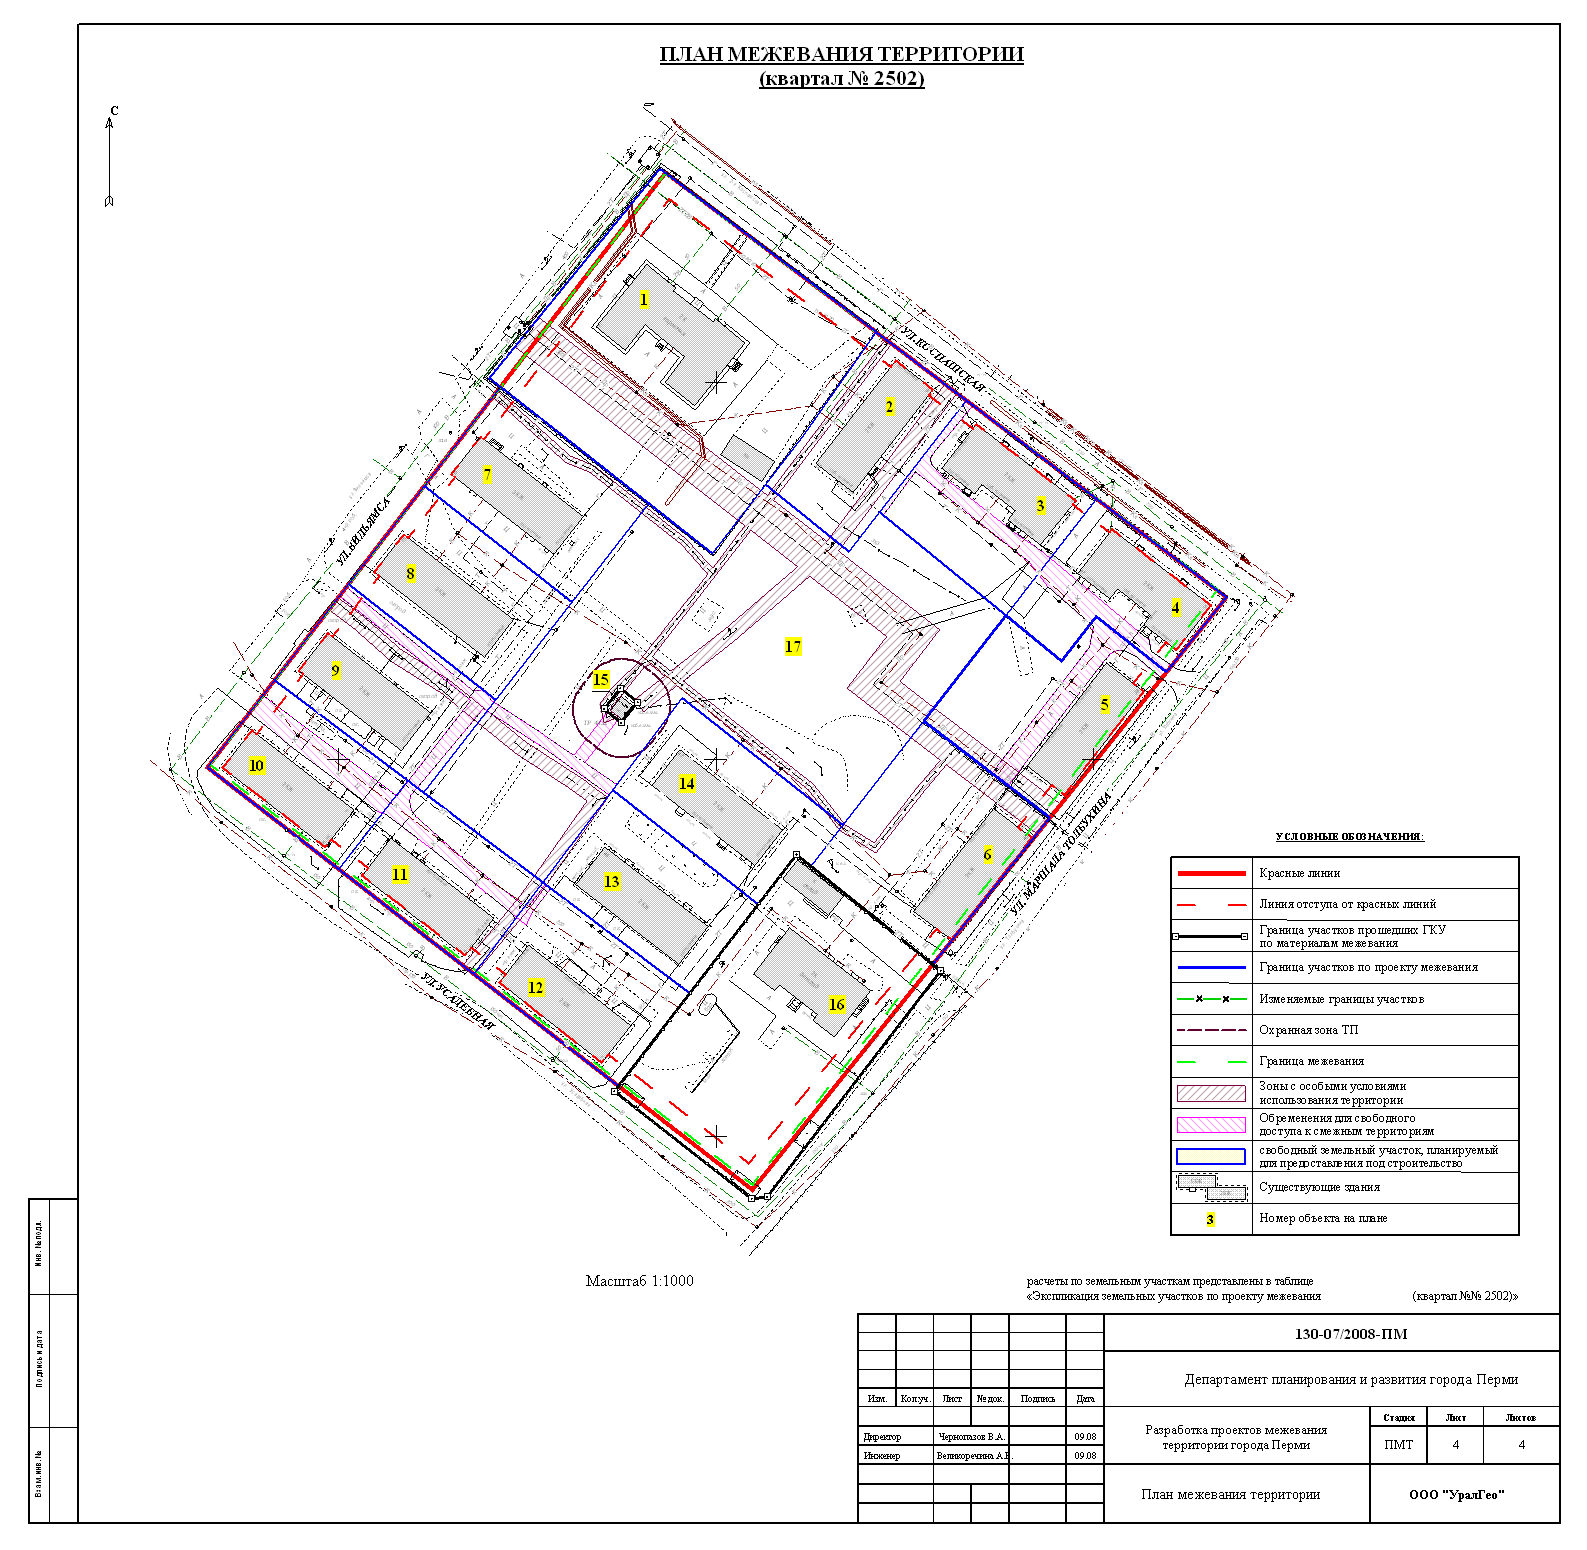 ПЛАН МЕЖЕВАНИЯ ТЕРРИТОРИИ
(квартал № 2502)
С
1
УЛ.КОСПАШСКАЯ
2
7
3
УЛ.ВИЛЬЯМСА
8
4
17
9
15
5
10
14
УЛ. МАРШАЛА ТОЛБУХИНА
6
11
13
12
16
УЛ.УСАДЕБНАЯ
УСЛОВНЫЕ ОБОЗНАЧЕНИЯ:
Красные линии
Линия отступа от красных линий
Граница участков прошедших ГКУ
по материалам межевания
Граница участков по проекту межевания
Изменяемые границы участков
Охранная зона ТП
Граница межевания
Зоны с особыми условиями
использования территории
Обременения для свободного
доступа к смежным территориям
свободный земельный участок, планируемый
для предоставления под строительство
Существующие здания
3 Номер объекта на плане
Масштаб 1:1000
расчеты по земельным участкам представлены в таблице
«Экспликация земельных участков по проекту межевания (квартал №№ 2502)»
130-07/2008-ПМ
Департамент планирования и развития города Перми
Изм. Кол.уч. Лист №док. Подпись Дата
Разработка проектов межевания
территории города Перми
Стадия Лист Листов
ПМТ 4 4
Директор Чернопазов В.А. 09.08
Инженер Великоречина А.В. 09.08
План межевания территории
ООО "УралГео"
Инв. № подл.
Подпись и дата
Взам.инв. №